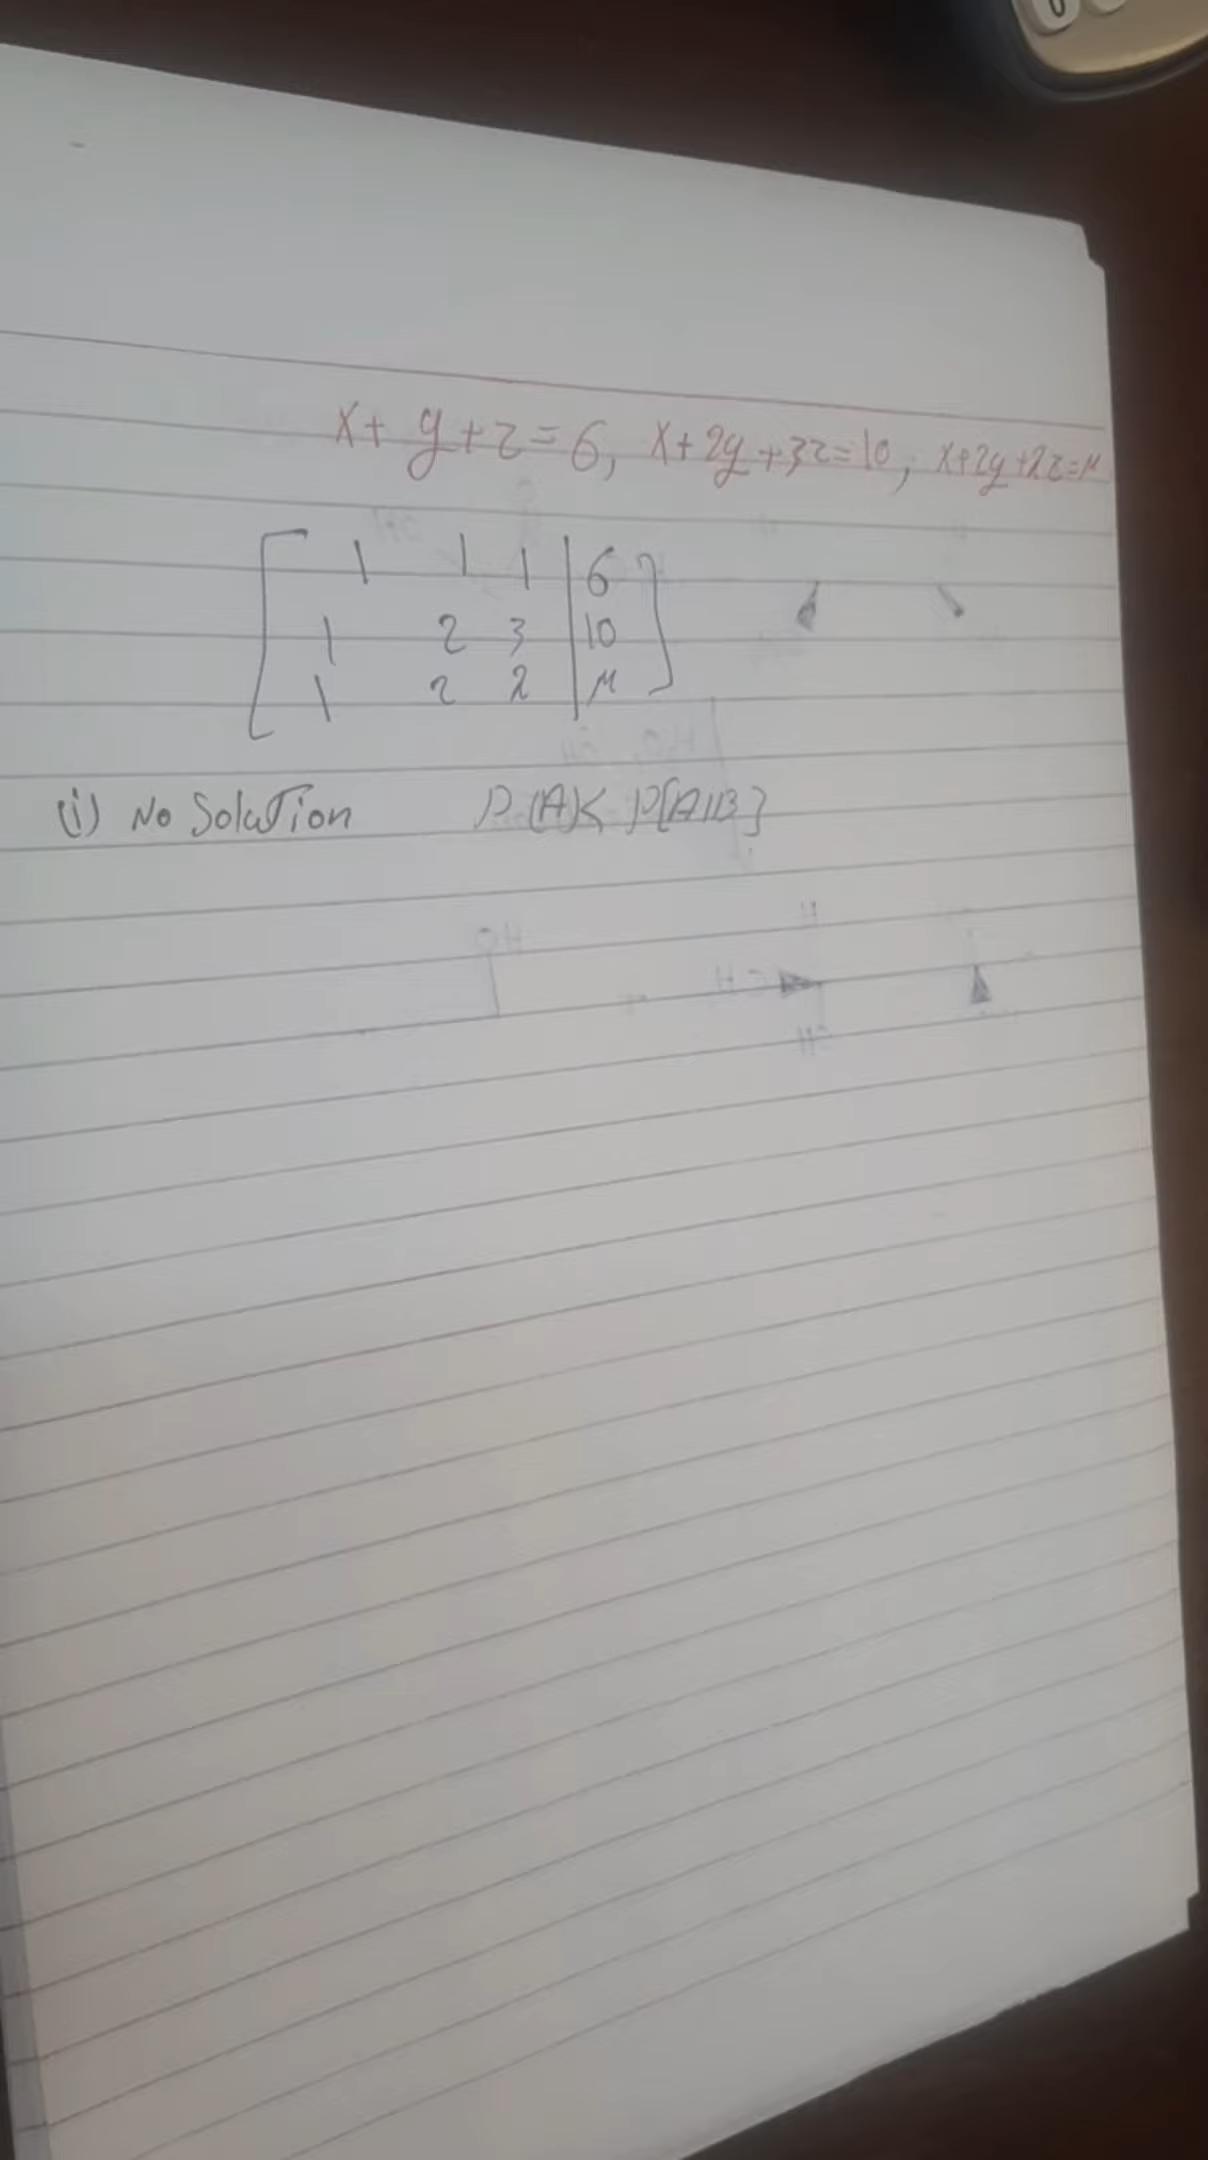 x + y + z = 6, x + 2y + 3z = 10, x + 2y + λz = μ
1 1 1 | 6
1 2 3 | 10
1 2 λ | μ
(i) No Solution ρ(A) < ρ[A|B]